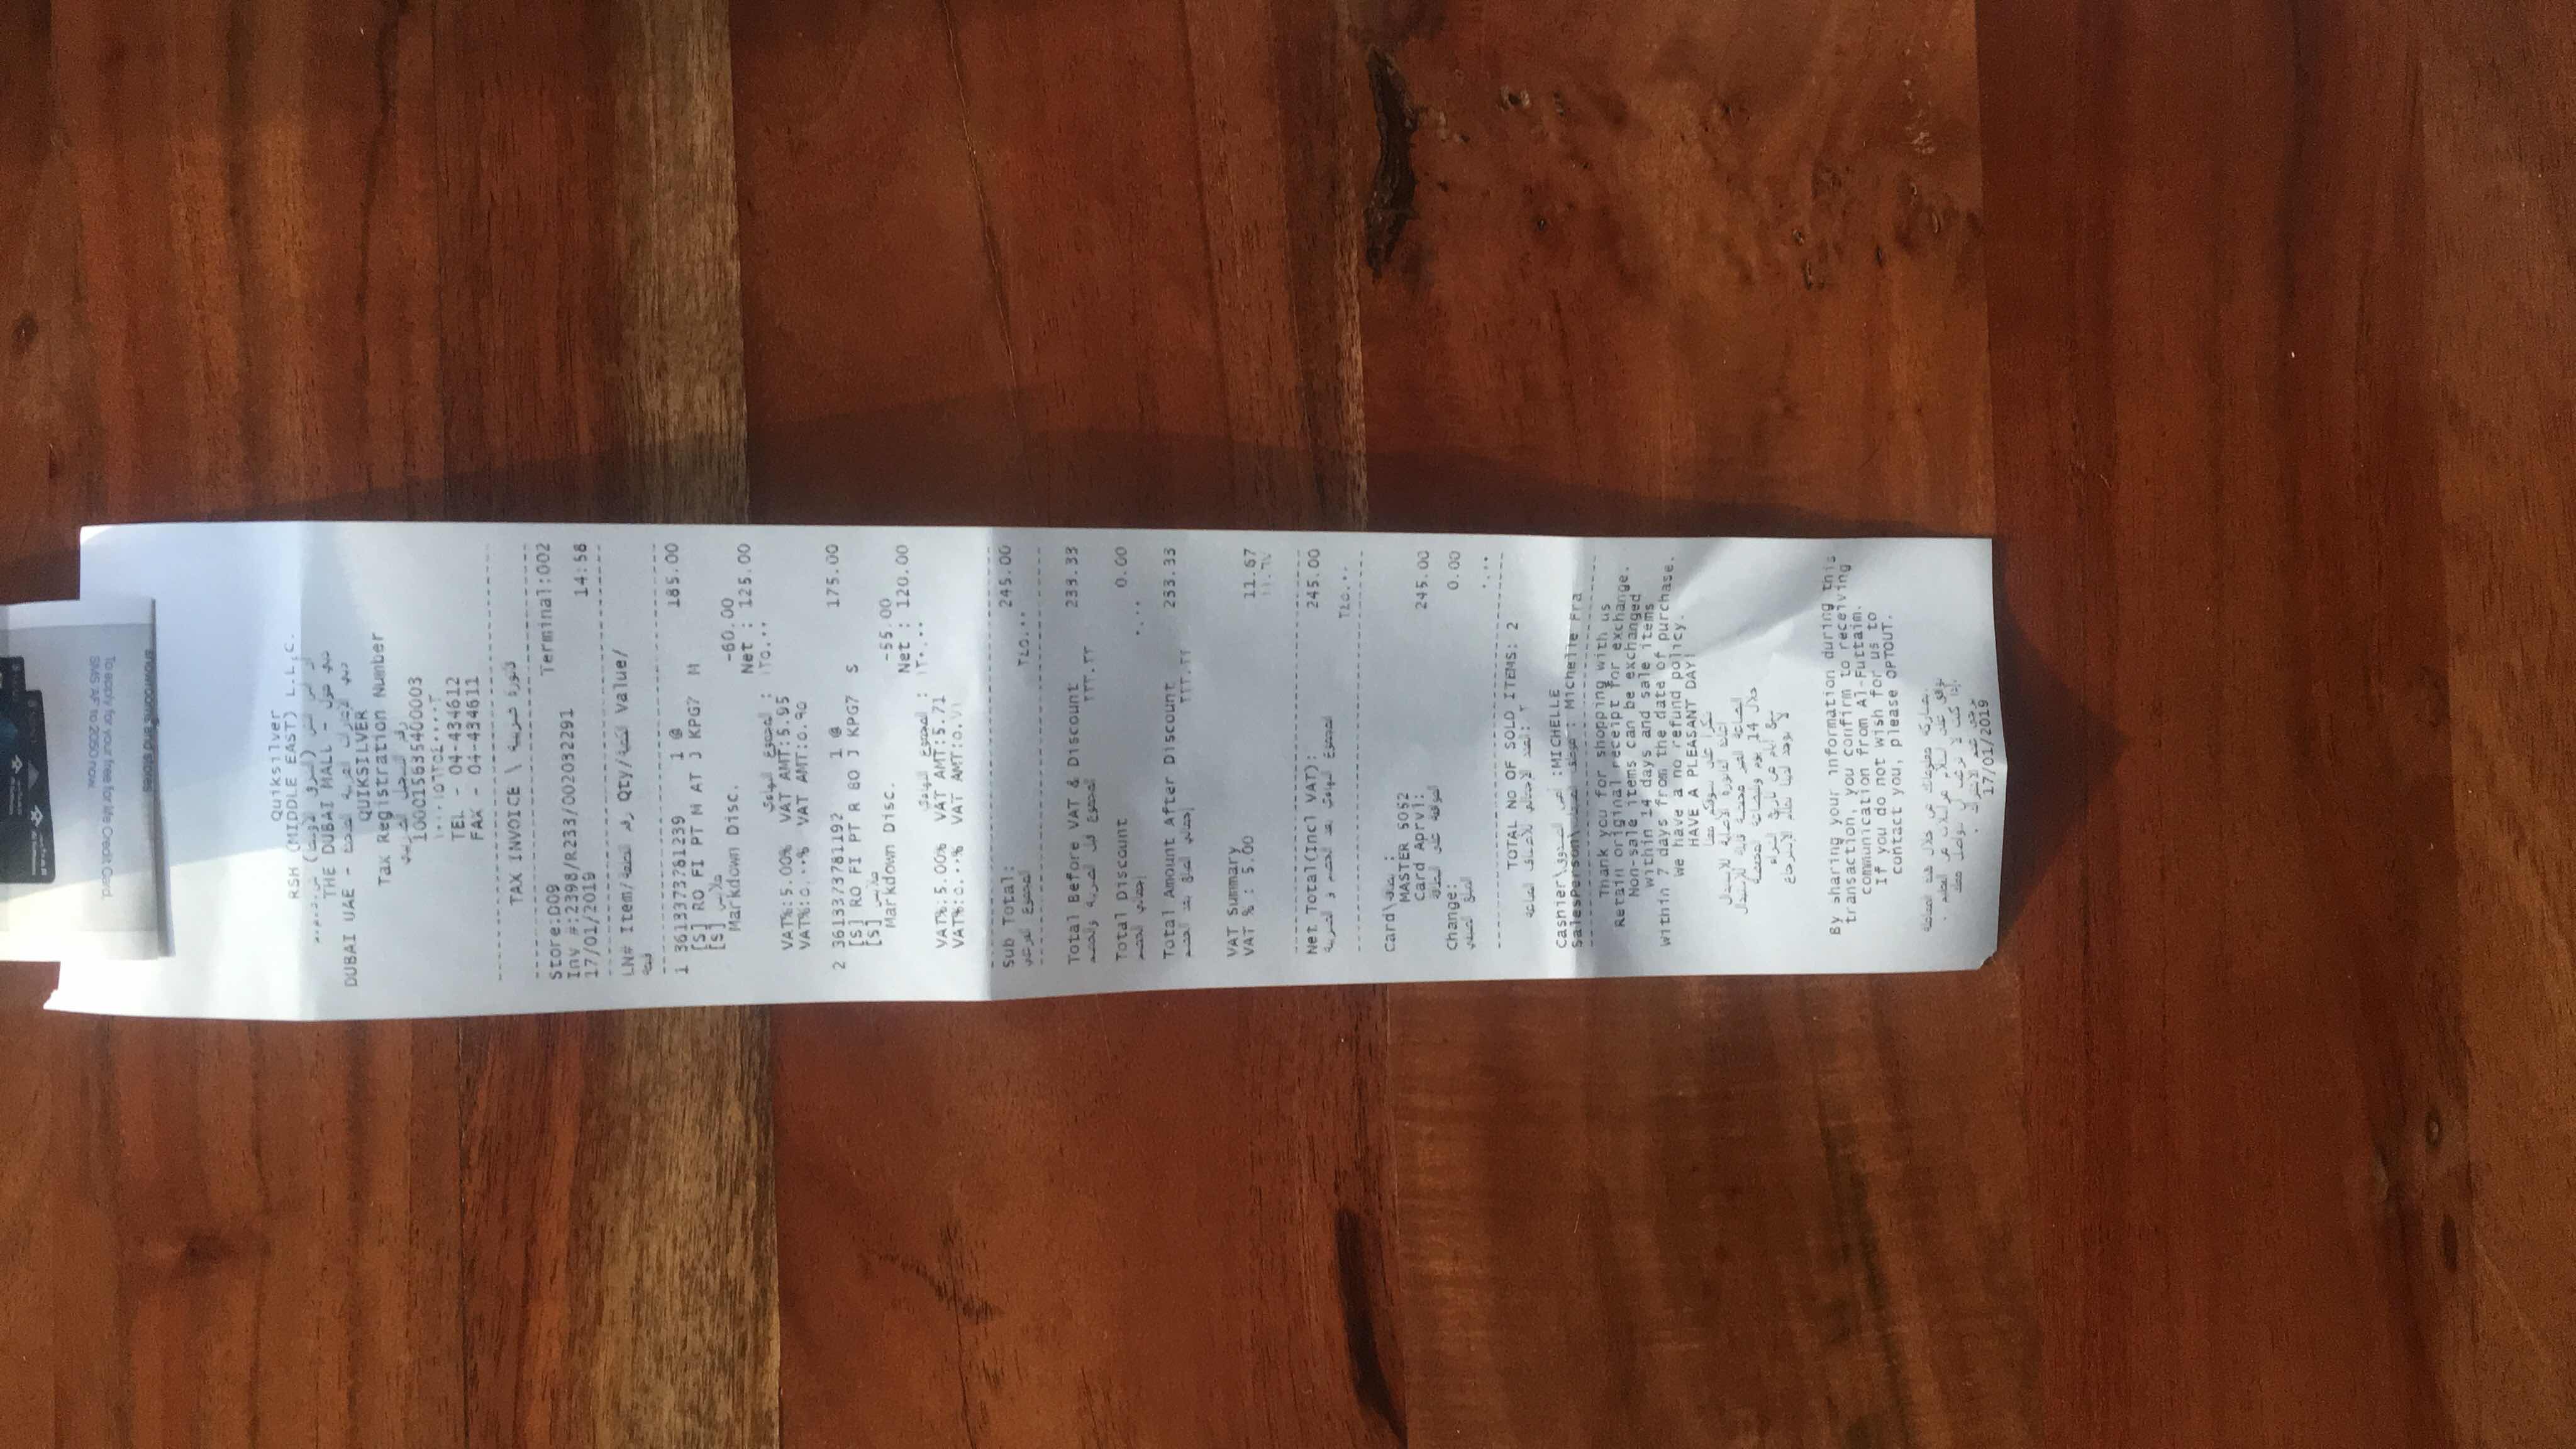 To apply for your free for life Credit Card,
SMS 'AF' to 2050 now.
showrooms and stores
Quiksilver
RSH (MIDDLE EAST) L.L.C.
أر اس اتش (الشرق الأوسط) ش.ذ.م.م
THE DUBAI MALL - دبي مول
DUBAI UAE - دبي الإمارات العربية المتحدة
QUIKSILVER
Tax Registration Number
رقم التسجيل الضريبي
100015635400003
١٠٠٠١٥٦٣٥٤٠٠٠٠٣
TEL - 04-434612
FAX - 04-434611
TAX INVOICE \ فاتورة ضريبية
Store:009 Terminal:002
Inv #:2398/R233/002032291
17/01/2019 14:58
LN# Item/رقم القطعة Qty/الكمية Value/
قيمة
1 3613373781239 1 @ 185.00
[S] RO FI PT M AT J KPG7 M
[S] ملابس
Markdown Disc. -60.00
Net : 125.00
المجموع النهائي : ١٢٥.٠٠
VAT%:5.00% VAT AMT:5.95
VAT%:٥.٠٠% VAT AMT:٥.٩٥
2 3613373781192 1 @ 175.00
[S] RO FI PT R BO J KPG7 S
[S] ملابس
Markdown Disc. -55.00
Net : 120.00
المجموع النهائي : ١٢٠.٠٠
VAT%:5.00% VAT AMT:5.71
VAT%:٥.٠٠% VAT AMT:٥.٧١
Sub Total: 245.00
المجموع الفرعي ٢٤٥.٠٠
Total Before VAT & Discount 233.33
المجموع قبل الضريبة والخصم ٢٣٣.٣٣
Total Discount 0.00
إجمالي الخصم ٠.٠٠
Total Amount After Discount 233.33
إجمالي المبلغ بعد الخصم ٢٣٣.٣٣
VAT Summary
VAT % : 5.00 11.67
١١.٦٧
Net Total(Incl VAT): 245.00
المجموع النهائي بعد الخصم و الضريبة
٢٤٥.٠٠
Card\بطاقة :
MASTER 5052
Card Aprvl: 245.00
الموافقة على البطاقة
Change: 0.00
المبلغ المتبقي
٠.٠٠
TOTAL NO OF SOLD ITEMS: 2
العدد الإجمالي للأصناف المباعة: ٢
Cashier\أمين الصندوق :MICHELLE
SalesPerson\موظف المبيعات : Michelle Fra
Thank you for shopping with us
Retain original receipt for exchange.
Non-sale items can be exchanged
within 14 days and sale items
within 7 days from the date of purchase.
We have a no refund policy.
HAVE A PLEASANT DAY!
شكرا على تسوقكم معنا
الفاتورة الأصلية للإستبدال
البضاعة الغير مخفضة قابلة للإستبدال
خلال 14 يوم والبضاعة المخفضة
سبع أيام من تاريخ الشراء
لا يوجد لدينا نظام الإسترجاع
By sharing your information during this
transaction, you confirm to receiving
communication from Al-Futtaim.
If you do not wish for us to
contact you, please OPTOUT.
بمشاركة معلوماتك من خلال هذه المعاملة
توافق على استلام مراسلات من الفطيم .
إذا كنت لا ترغب أن نتواصل معك
يرجى عدم الاشتراك .
17/01/2019